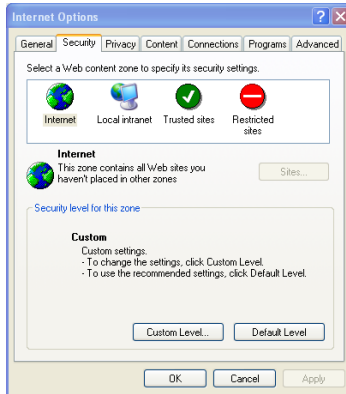 Internet Options
General Security Privacy Content Connections Programs Advanced
Select a Web content zone to specify its security settings.
Internet Local intranet Trusted sites Restricted
sites
Internet
This zone contains all Web sites you
haven't placed in other zones
Sites...
Security level for this zone
Custom
Custom settings.
- To change the settings, click Custom Level.
- To use the recommended settings, click Default Level.
Custom Level... Default Level
OK Cancel Apply